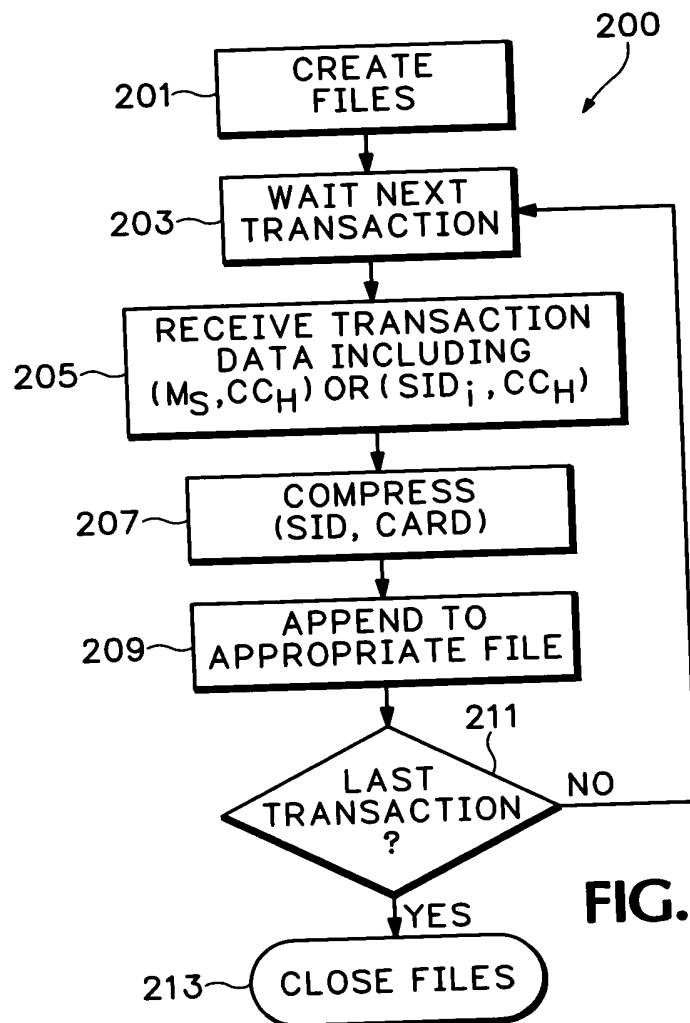 200
201
CREATE
FILES
203
WAIT NEXT
TRANSACTION
205
RECEIVE TRANSACTION
DATA INCLUDING
(MS,CCH) OR (SIDi,CCH)
207
COMPRESS
(SID, CARD)
209
APPEND TO
APPROPRIATE FILE
211
LAST
TRANSACTION
?
NO
YES
FIG.
213
CLOSE FILES